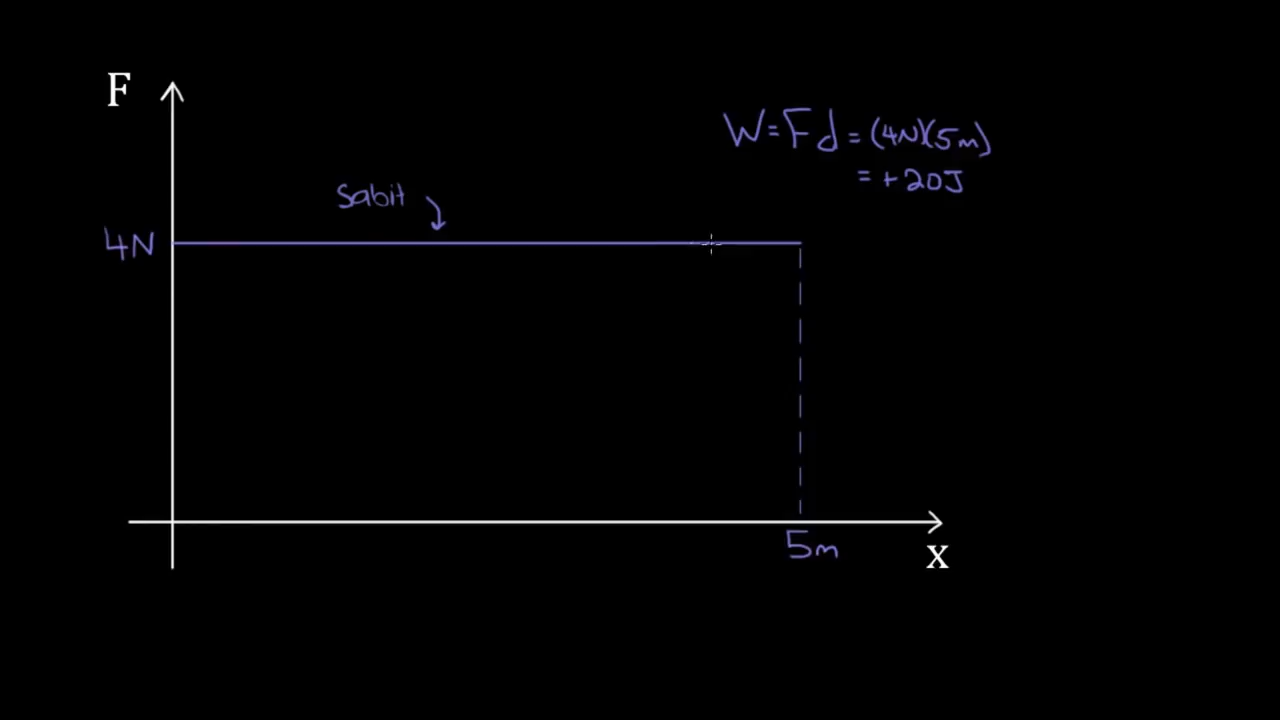 F
W=Fd=(4N)(5m)
=+20J
Sabit
4N
5m
x